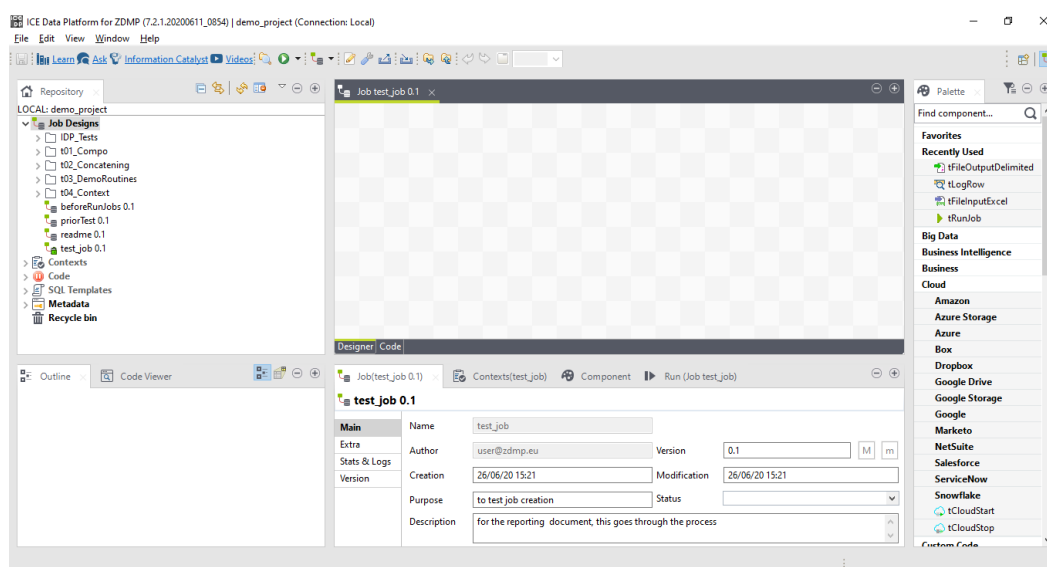 ICE Data Platform for ZDMP (7.2.1.20200611_0854) | demo_project (Connection: Local)
File Edit View Window Help
Learn Ask Information Catalyst Videos
Repository
LOCAL: demo_project
Job Designs
IDP_Tests
t01_Compo
t02_Concatening
t03_DemoRoutines
t04_Context
beforeRunJobs 0.1
priorTest 0.1
readme 0.1
test_job 0.1
Contexts
Code
SQL Templates
Metadata
Recycle bin
Job test_job 0.1
Designer Code
Palette
Find component...
Favorites
Recently Used
tFileOutputDelimited
tLogRow
tFileInputExcel
tRunJob
Big Data
Business Intelligence
Business
Cloud
Amazon
Azure Storage
Azure
Box
Dropbox
Google Drive
Google Storage
Google
Marketo
NetSuite
Salesforce
ServiceNow
Snowflake
tCloudStart
tCloudStop
Custom Code
Outline Code Viewer
Job(test_job 0.1) Contexts(test_job) Component Run (Job test_job)
test_job 0.1
Main
Extra
Stats & Logs
Version
Name test_job
Author user@zdmp.eu Version 0.1 M m
Creation 26/06/20 15:21 Modification 26/06/20 15:21
Purpose to test job creation Status
Description for the reporting document, this goes through the process